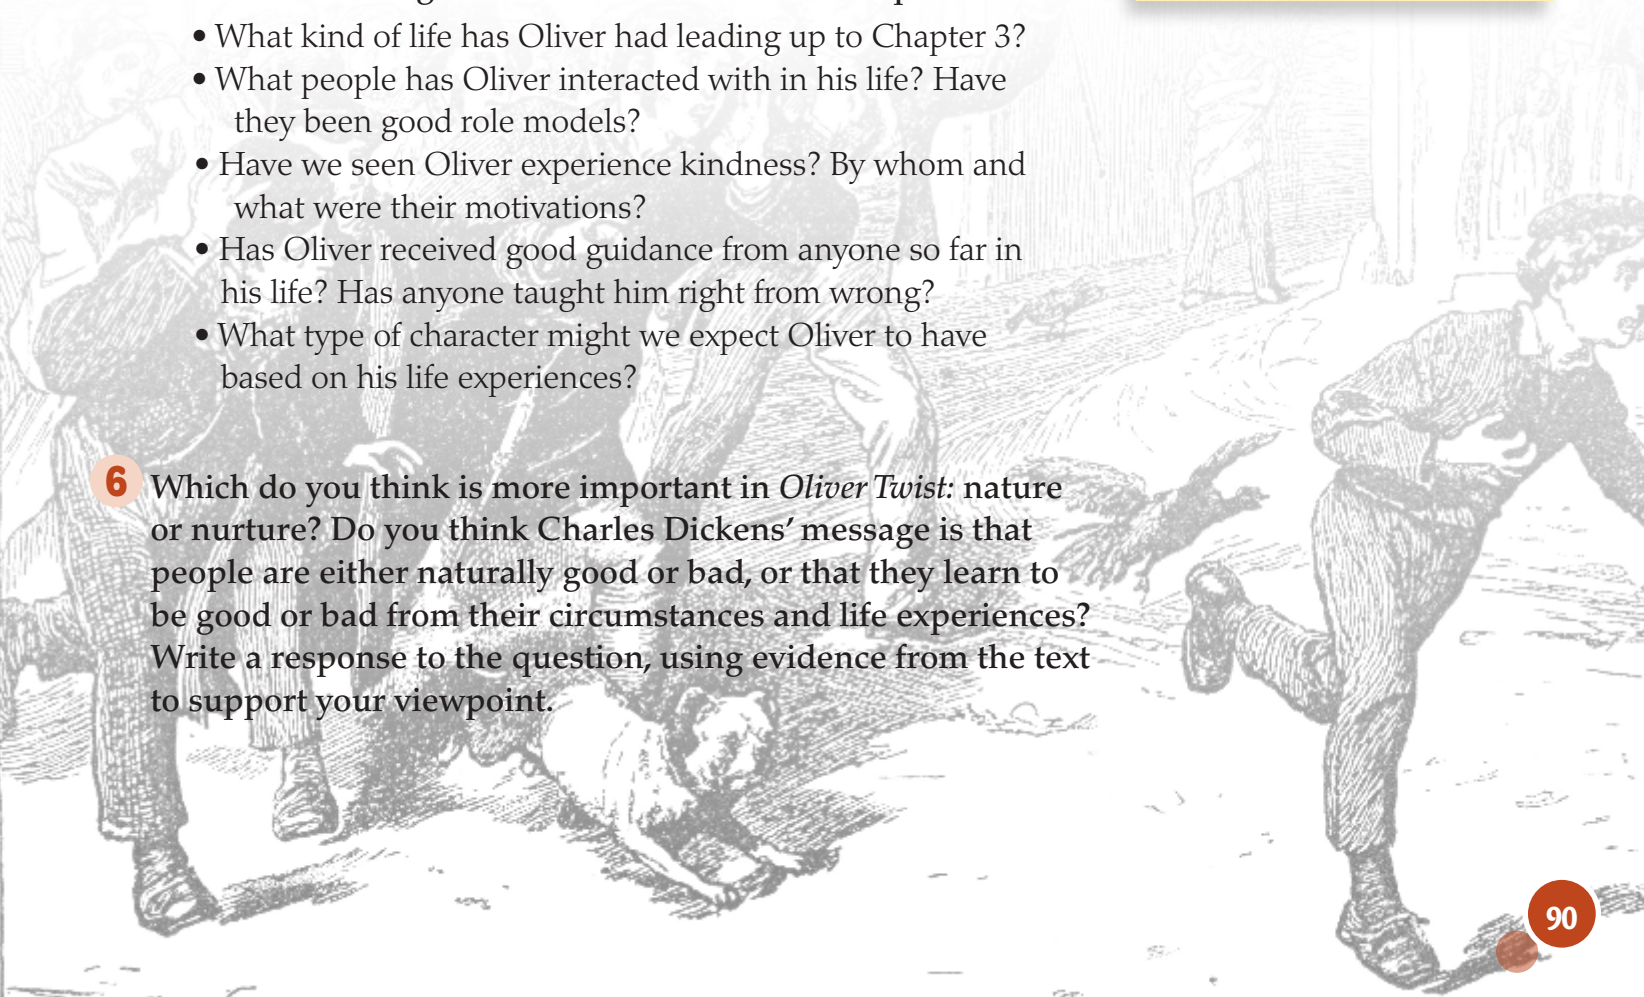 • What kind of life has Oliver had leading up to Chapter 3?
• What people has Oliver interacted with in his life? Have
they been good role models?
• Have we seen Oliver experience kindness? By whom and
what were their motivations?
• Has Oliver received good guidance from anyone so far in
his life? Has anyone taught him right from wrong?
• What type of character might we expect Oliver to have
based on his life experiences?
6 Which do you think is more important in Oliver Twist: nature
or nurture? Do you think Charles Dickens’ message is that
people are either naturally good or bad, or that they learn to
be good or bad from their circumstances and life experiences?
Write a response to the question, using evidence from the text
to support your viewpoint.
90